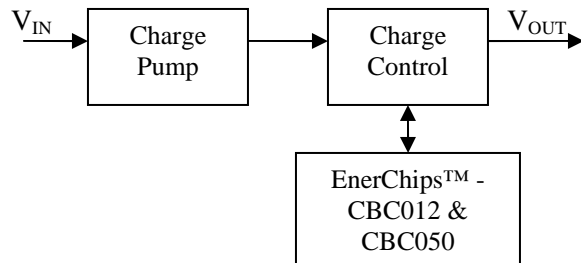 V_IN
Charge
Pump
Charge
Control
V_OUT
EnerChips™ -
CBC012 &
CBC050